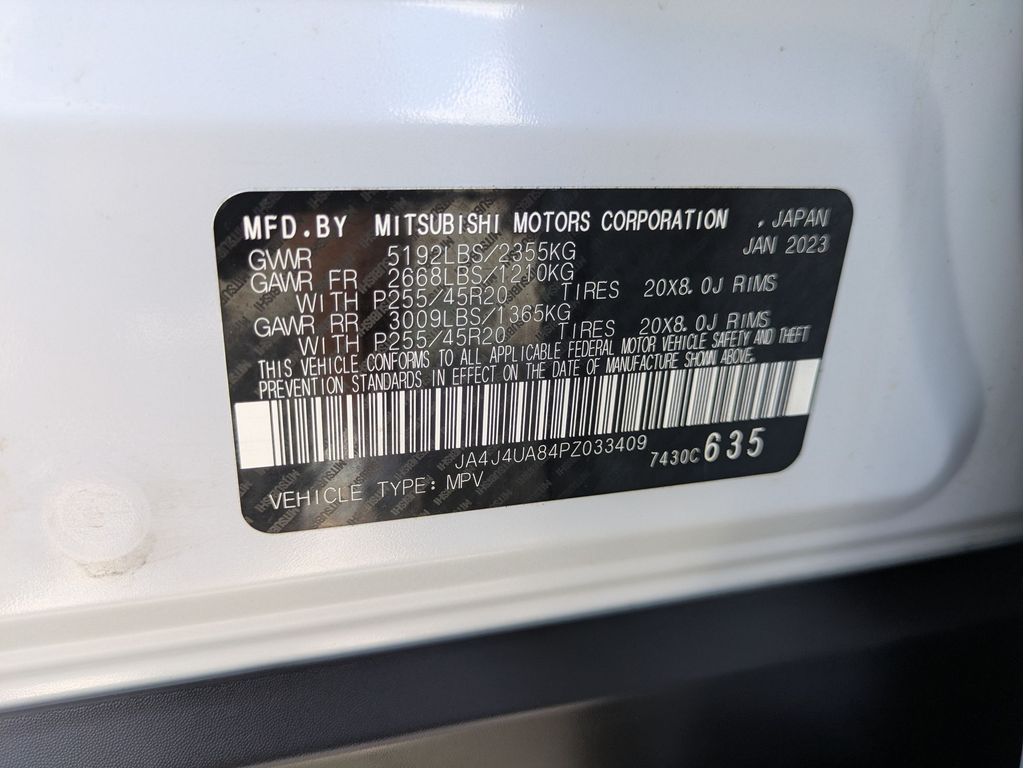 MFD.BY MITSUBISHI MOTORS CORPORATION , JAPAN
JAN 2023
GVWR 5192LBS/2355KG
GAWR FR 2668LBS/1210KG
WITH P255/45R20 TIRES 20X8.0J RIMS
GAWR RR 3009LBS/1365KG
WITH P255/45R20 TIRES 20X8.0J RIMS
THIS VEHICLE CONFORMS TO ALL APPLICABLE FEDERAL MOTOR VEHICLE SAFETY AND THEFT
PREVENTION STANDARDS IN EFFECT ON THE DATE OF MANUFACTURE SHOWN ABOVE.
JA4J4UA84PZ033409 7430C 635
VEHICLE TYPE: MPV